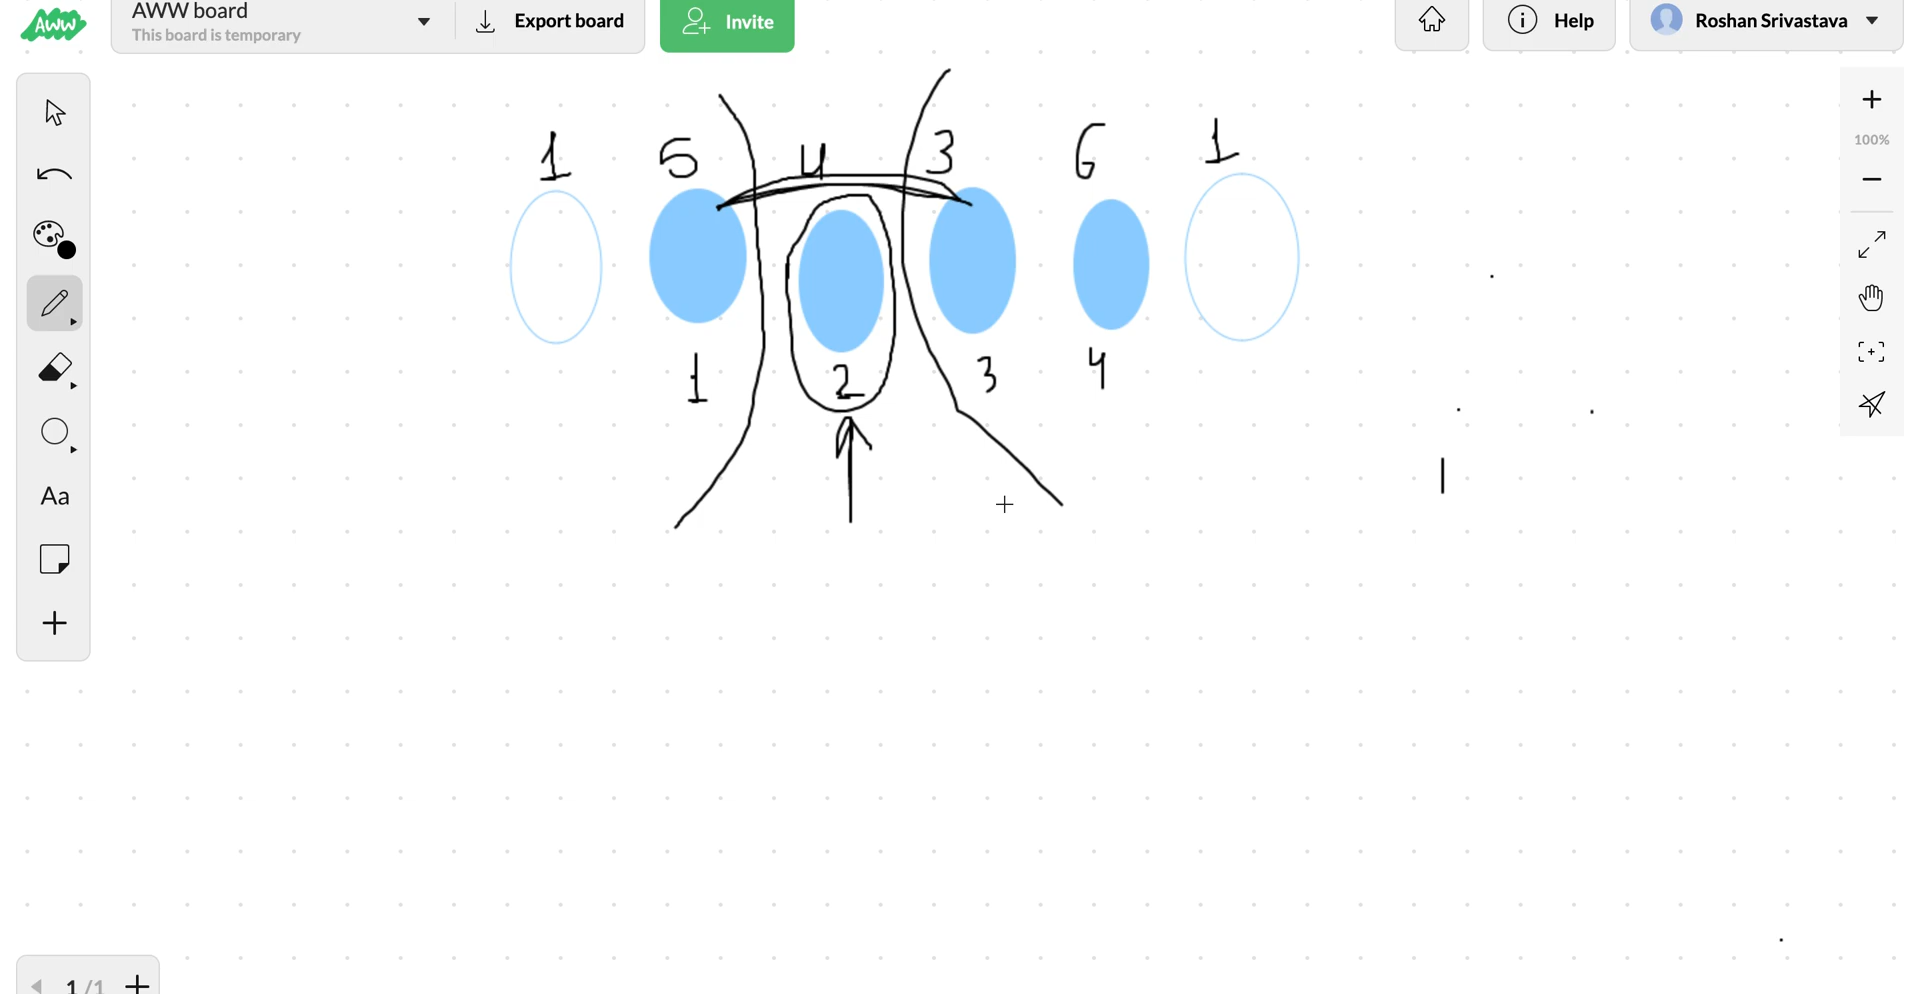 AWW
AWW board
This board is temporary
Export board
Invite
Help
Roshan Srivastava
100%
1 5 4 3 6 1
1 2 3 4
Aa
1/1